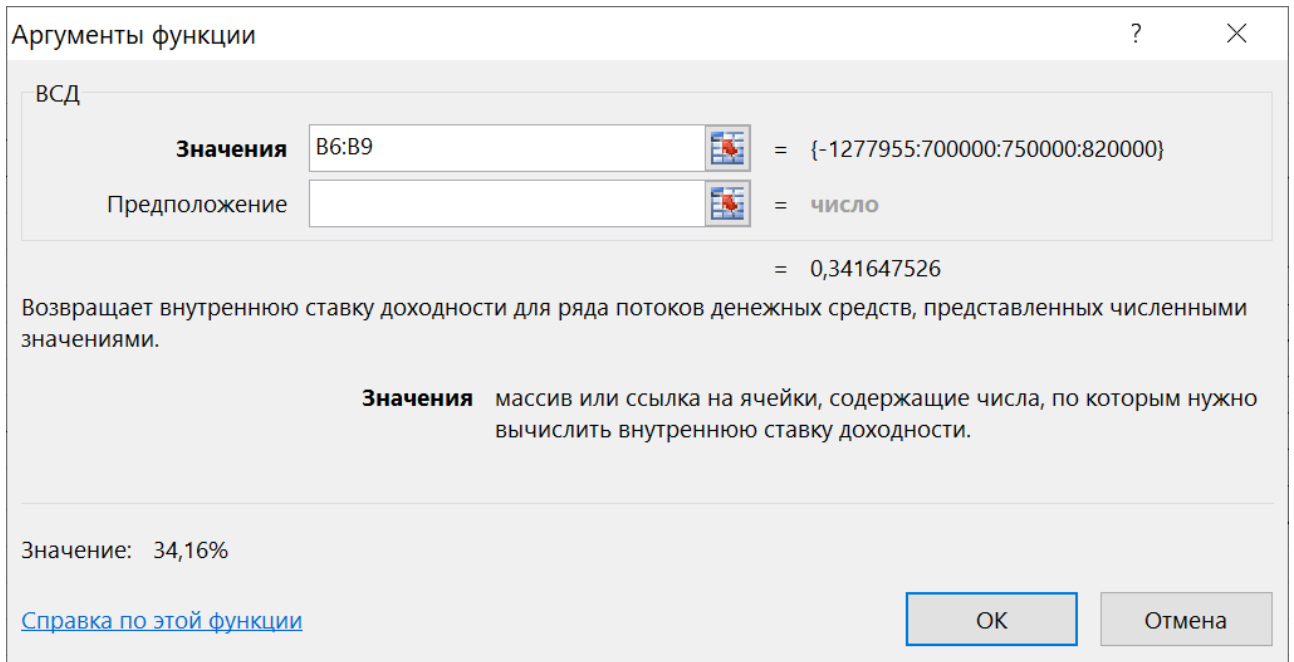 Аргументы функции ?
ВСД
Значения B6:B9 = {-1277955:700000:750000:820000}
Предположение = число
= 0,341647526
Возвращает внутреннюю ставку доходности для ряда потоков денежных средств, представленных численными
значениями.
Значения массив или ссылка на ячейки, содержащие числа, по которым нужно
вычислить внутреннюю ставку доходности.
Значение: 34,16%
Справка по этой функции ОК Отмена